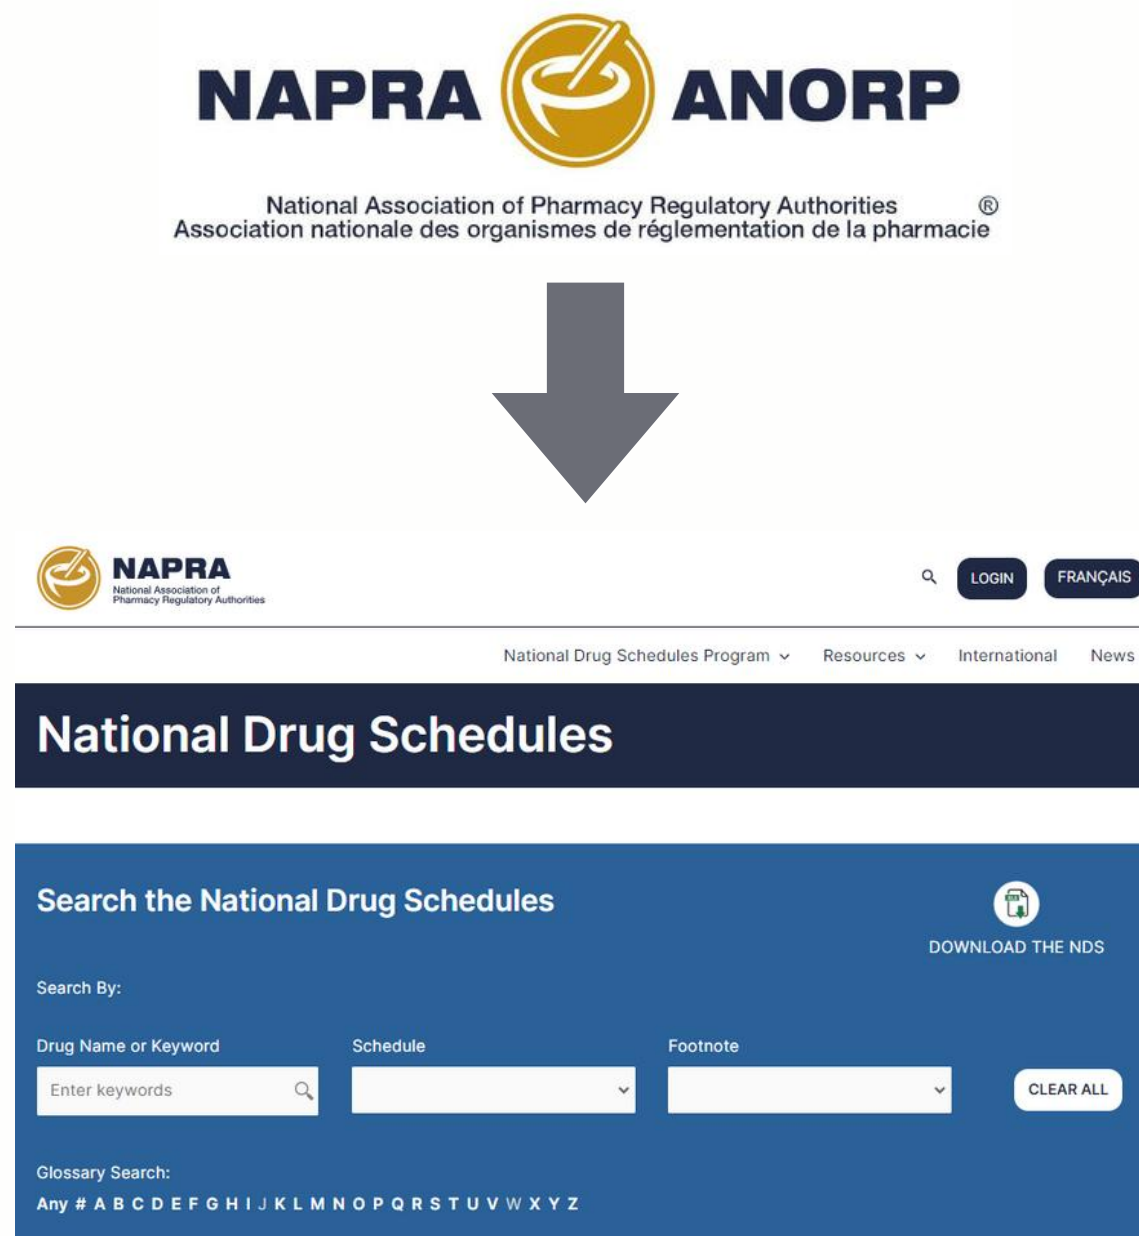 NAPRA ANORP
National Association of Pharmacy Regulatory Authorities ®
Association nationale des organismes de réglementation de la pharmacie
NAPRA
National Association of
Pharmacy Regulatory Authorities
LOGIN FRANÇAIS
National Drug Schedules Program Resources International News
National Drug Schedules
Search the National Drug Schedules
XLS
DOWNLOAD THE NDS
Search By:
Drug Name or Keyword Schedule Footnote
Enter keywords CLEAR ALL
Glossary Search:
Any # A B C D E F G H I J K L M N O P Q R S T U V W X Y Z